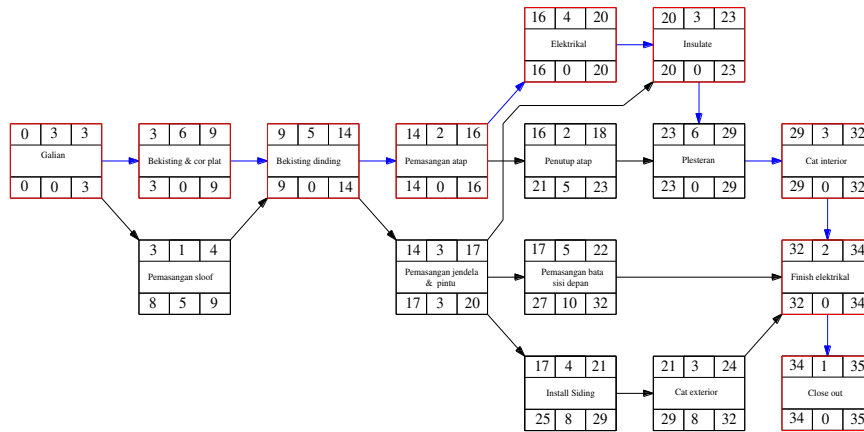 16 4 20
Elektrikal
16 0 20
20 3 23
Insulate
20 0 23
0 3 3
Galian
0 0 3
3 6 9
Bekisting & cor plat
3 0 9
9 5 14
Bekisting dinding
9 0 14
14 2 16
Pemasangan atap
14 0 16
16 2 18
Penutup atap
21 5 23
23 6 29
Plesteran
23 0 29
29 3 32
Cat interior
29 0 32
3 1 4
Pemasangan sloof
8 5 9
14 3 17
Pemasangan jendela
& pintu
17 3 20
17 5 22
Pemasangan bata
sisi depan
27 10 32
32 2 34
Finish elektrikal
32 0 34
17 4 21
Install Siding
25 8 29
21 3 24
Cat exterior
29 8 32
34 1 35
Close out
34 0 35